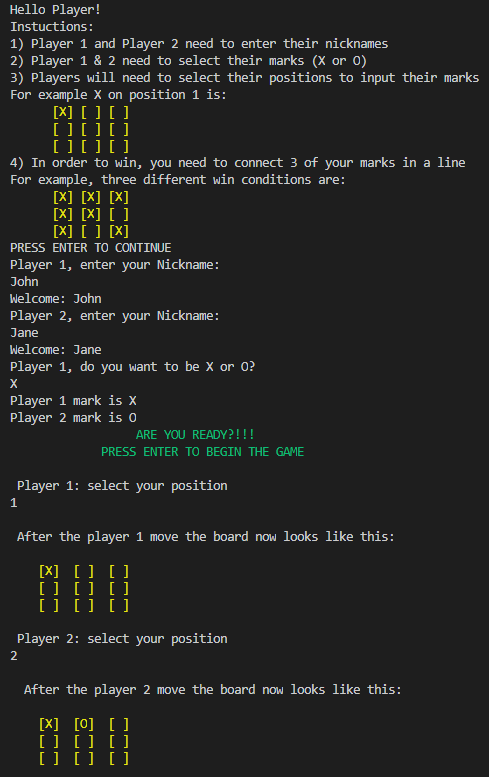 Hello Player!
Instuctions:
1) Player 1 and Player 2 need to enter their nicknames
2) Player 1 & 2 need to select their marks (X or O)
3) Players will need to select their positions to input their marks
For example X on position 1 is:
[X] [ ] [ ]
[ ] [ ] [ ]
[ ] [ ] [ ]
4) In order to win, you need to connect 3 of your marks in a line
For example, three different win conditions are:
[X] [X] [X]
[X] [X] [ ]
[X] [ ] [X]
PRESS ENTER TO CONTINUE
Player 1, enter your Nickname:
John
Welcome: John
Player 2, enter your Nickname:
Jane
Welcome: Jane
Player 1, do you want to be X or O?
X
Player 1 mark is X
Player 2 mark is O
ARE YOU READY?!!!
PRESS ENTER TO BEGIN THE GAME
Player 1: select your position
1
After the player 1 move the board now looks like this:
[X] [ ] [ ]
[ ] [ ] [ ]
[ ] [ ] [ ]
Player 2: select your position
2
After the player 2 move the board now looks like this:
[X] [O] [ ]
[ ] [ ] [ ]
[ ] [ ] [ ]